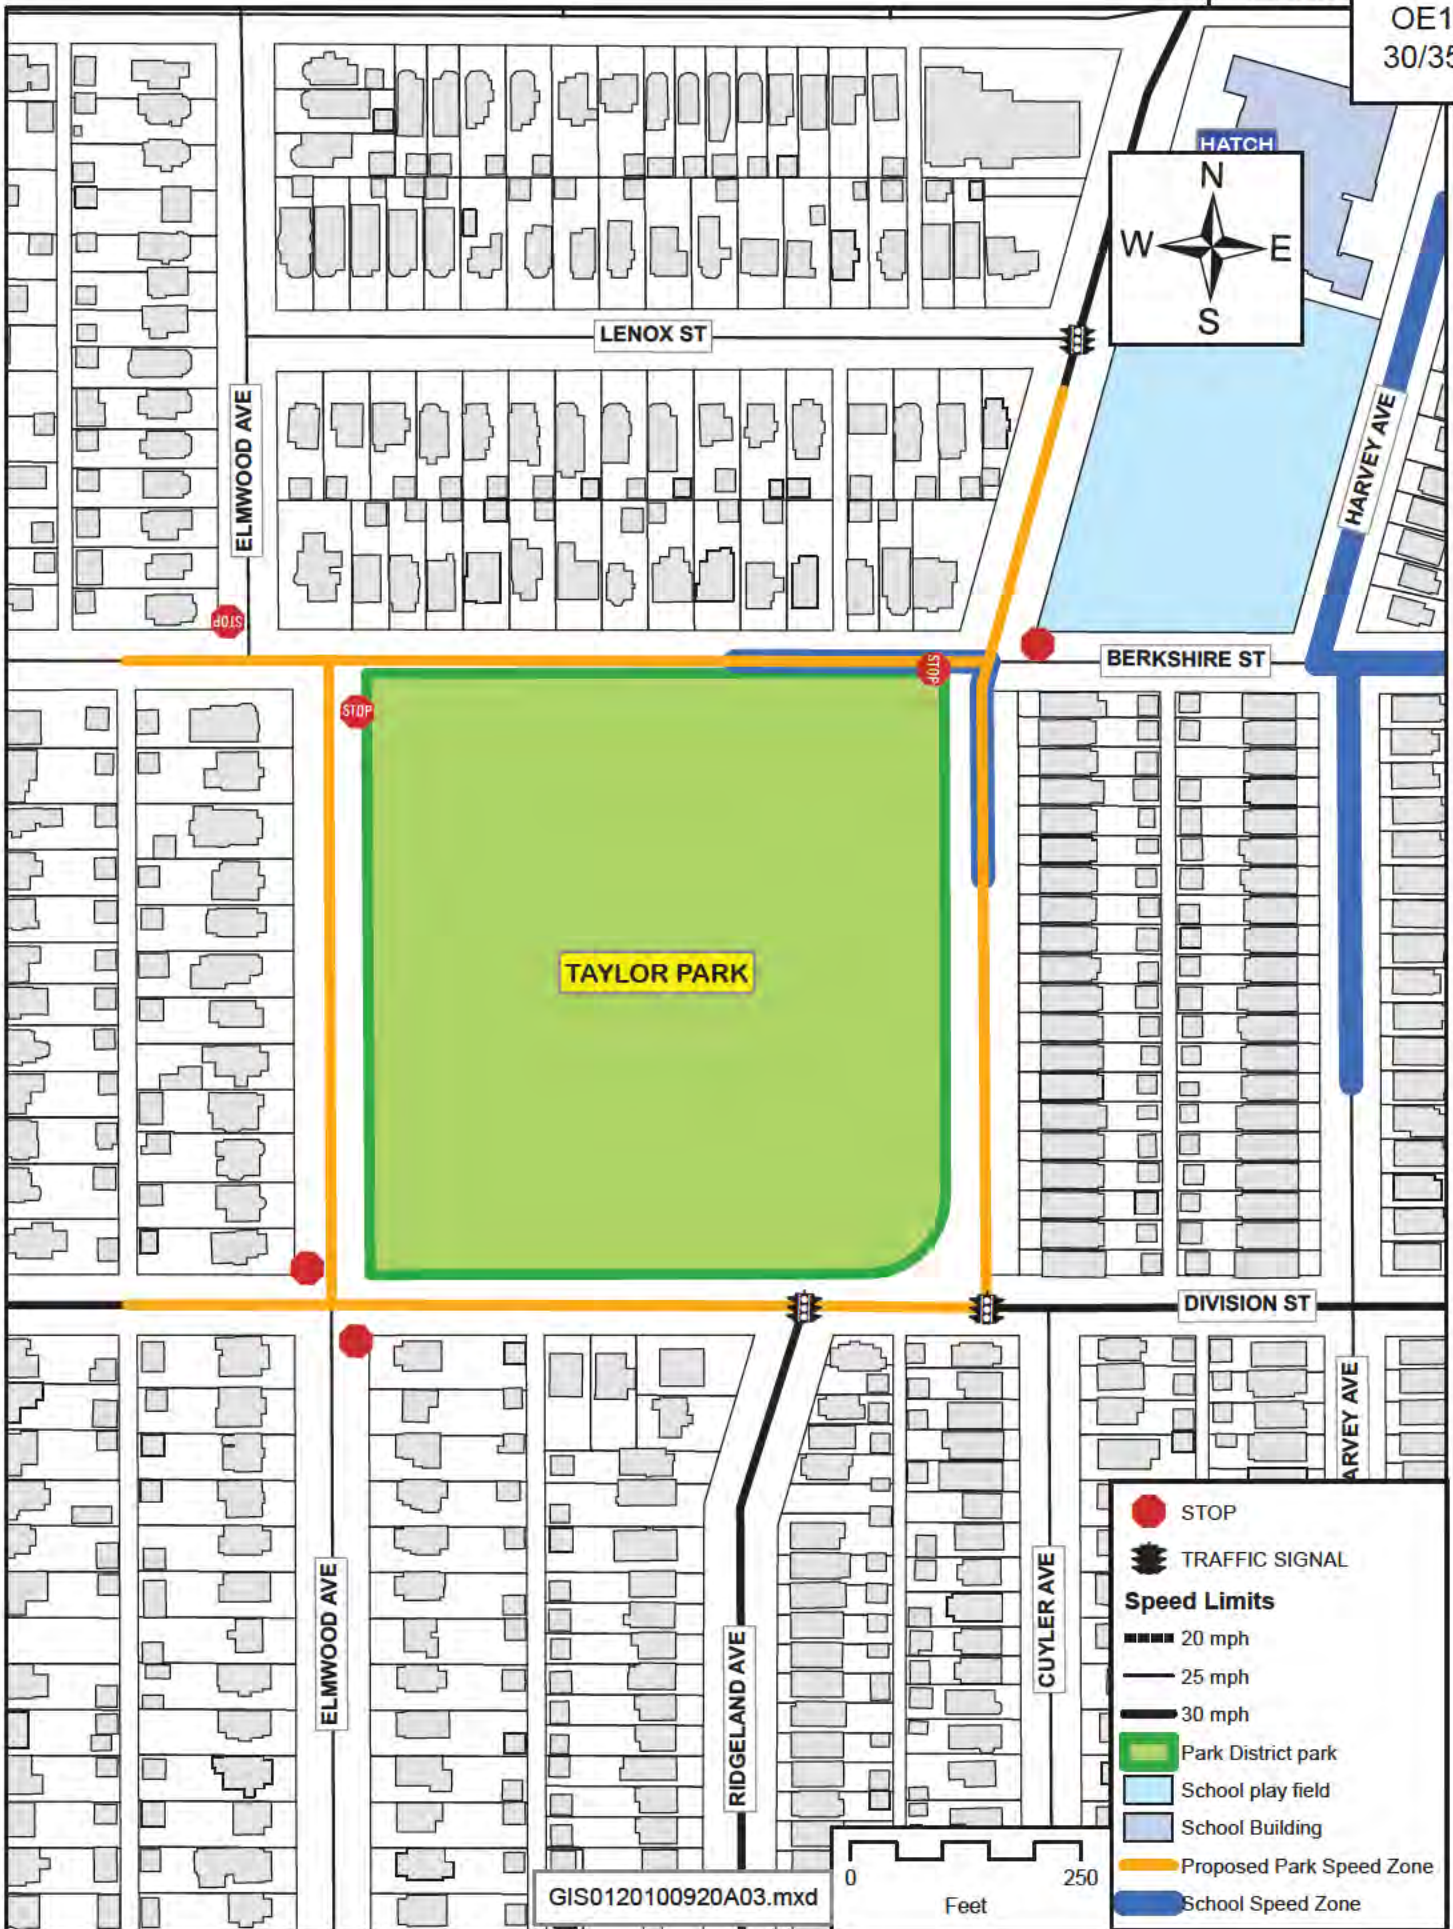 OE1
30/35
HATCH
N
W E
S
LENOX ST
ELMWOOD AVE
HARVEY AVE
STOP
STOP
STOP
BERKSHIRE ST
TAYLOR PARK
DIVISION ST
ARVEY AVE
ELMWOOD AVE
RIDGELAND AVE
CUYLER AVE
STOP
TRAFFIC SIGNAL
Speed Limits
20 mph
25 mph
30 mph
Park District park
School play field
School Building
Proposed Park Speed Zone
School Speed Zone
0 250
Feet
GIS0120100920A03.mxd